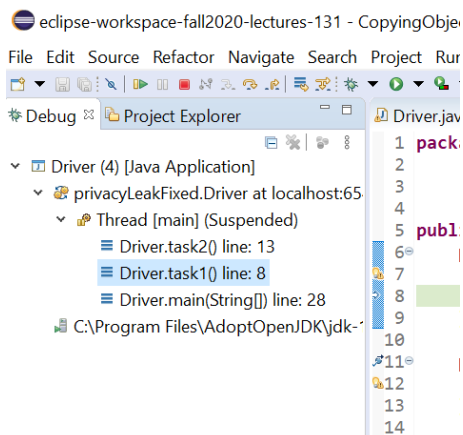 eclipse-workspace-fall2020-lectures-131 - CopyingObje
File Edit Source Refactor Navigate Search Project Run
Debug Project Explorer
Driver.jav
Driver (4) [Java Application]
privacyLeakFixed.Driver at localhost:654
Thread [main] (Suspended)
Driver.task2() line: 13
Driver.task1() line: 8
Driver.main(String[]) line: 28
C:\Program Files\AdoptOpenJDK\jdk-1
1 packa
2
3
4
5 publi
6
7
8
9
10
11
12
13
14